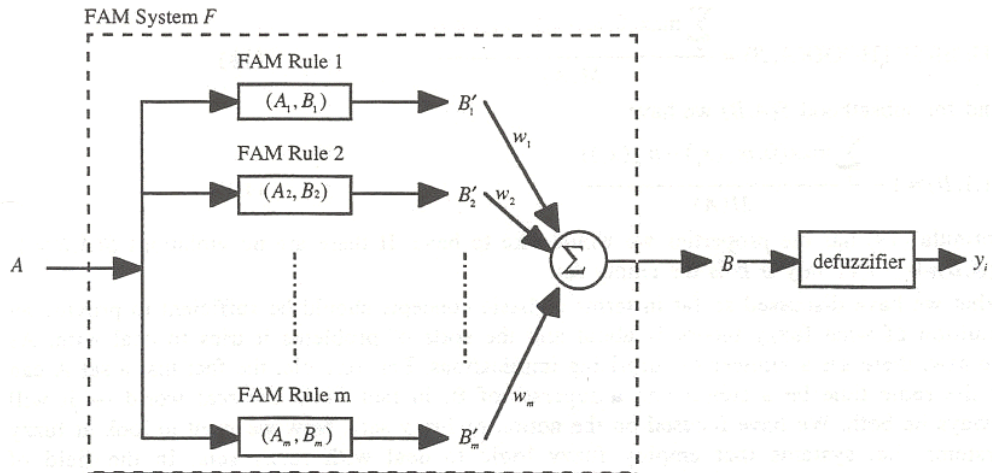 FAM System F
FAM Rule 1
(A₁, B₁)
B′₁
w₁
FAM Rule 2
(A₂, B₂)
B′₂
w₂
A
Σ
B
defuzzifier
yᵢ
FAM Rule m
(Aₘ, Bₘ)
B′ₘ
wₘ